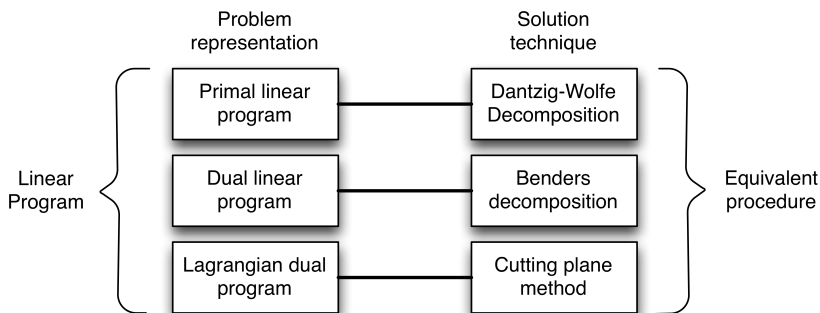 Problem
representation
Solution
technique
Primal linear
program
Dantzig-Wolfe
Decomposition
Linear
Program
Dual linear
program
Benders
decomposition
Equivalent
procedure
Lagrangian dual
program
Cutting plane
method